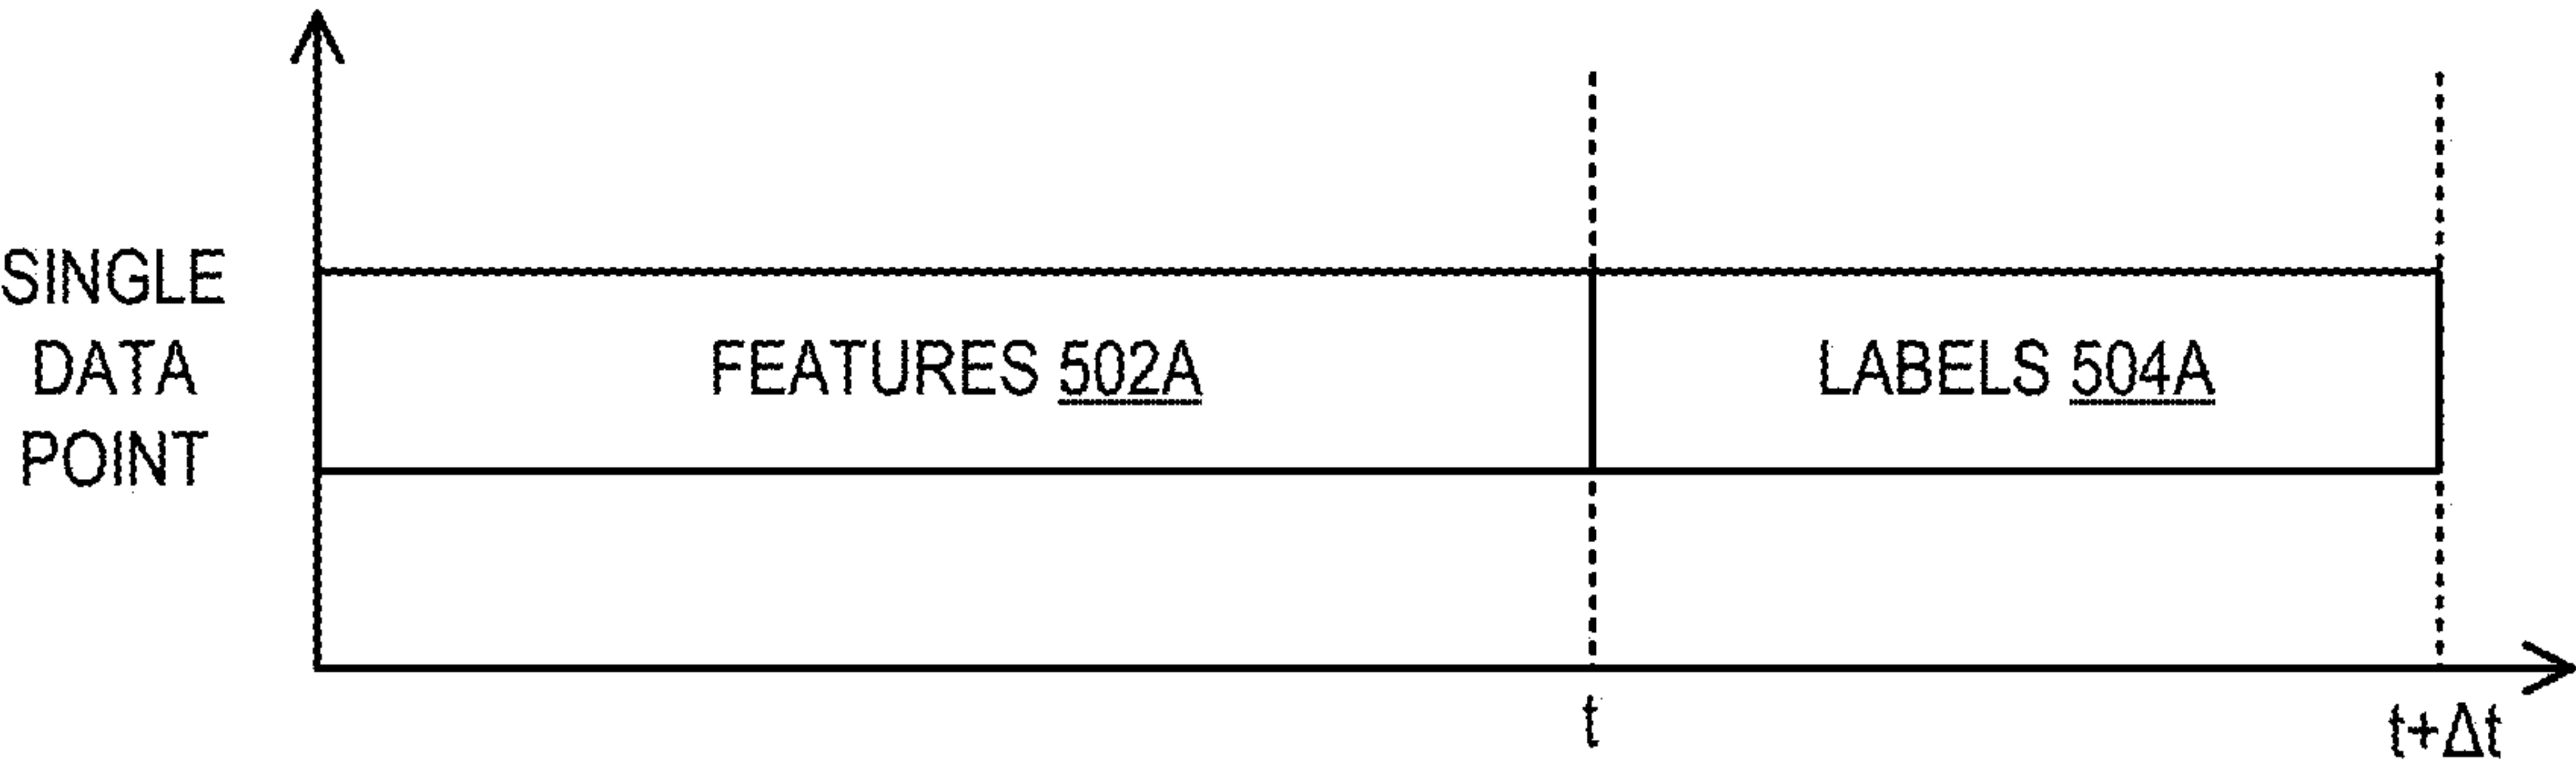 SINGLE
DATA
POINT
FEATURES 502A
LABELS 504A
t
t+Δt